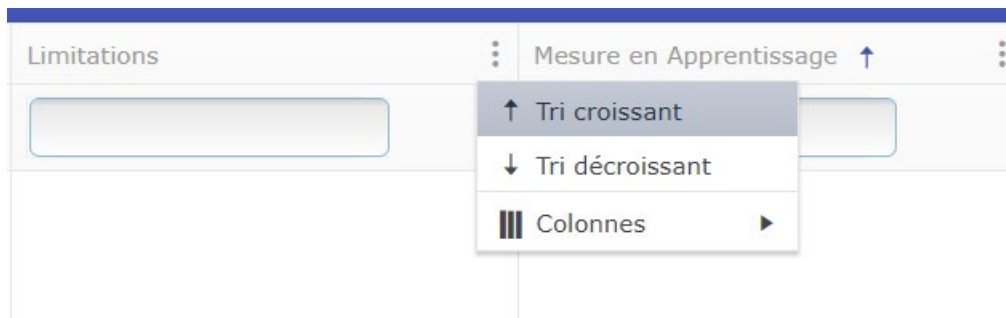 Limitations
Mesure en Apprentissage
Tri croissant
Tri décroissant
Colonnes